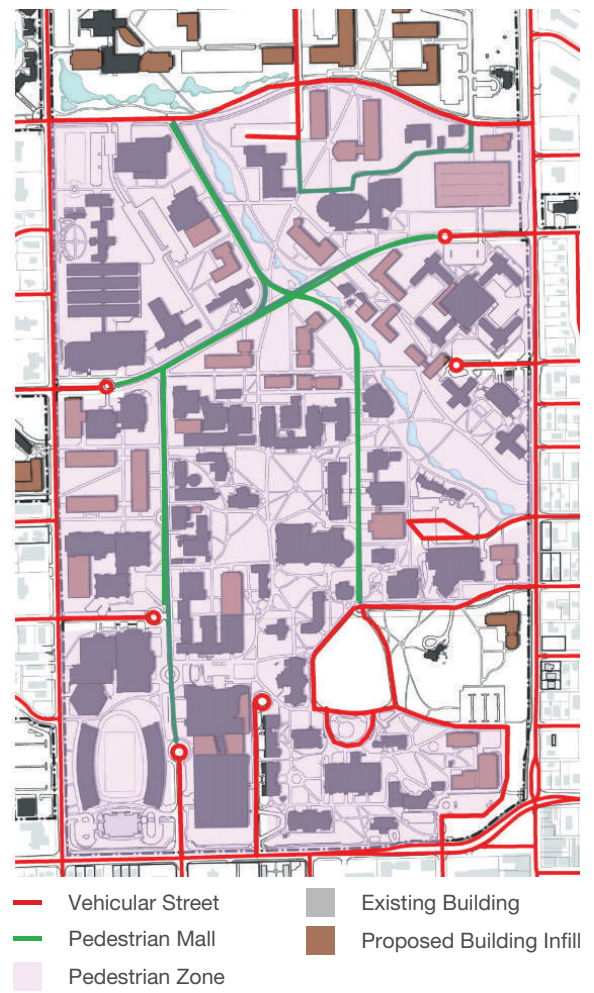 Vehicular Street
Pedestrian Mall
Pedestrian Zone
Existing Building
Proposed Building Infill